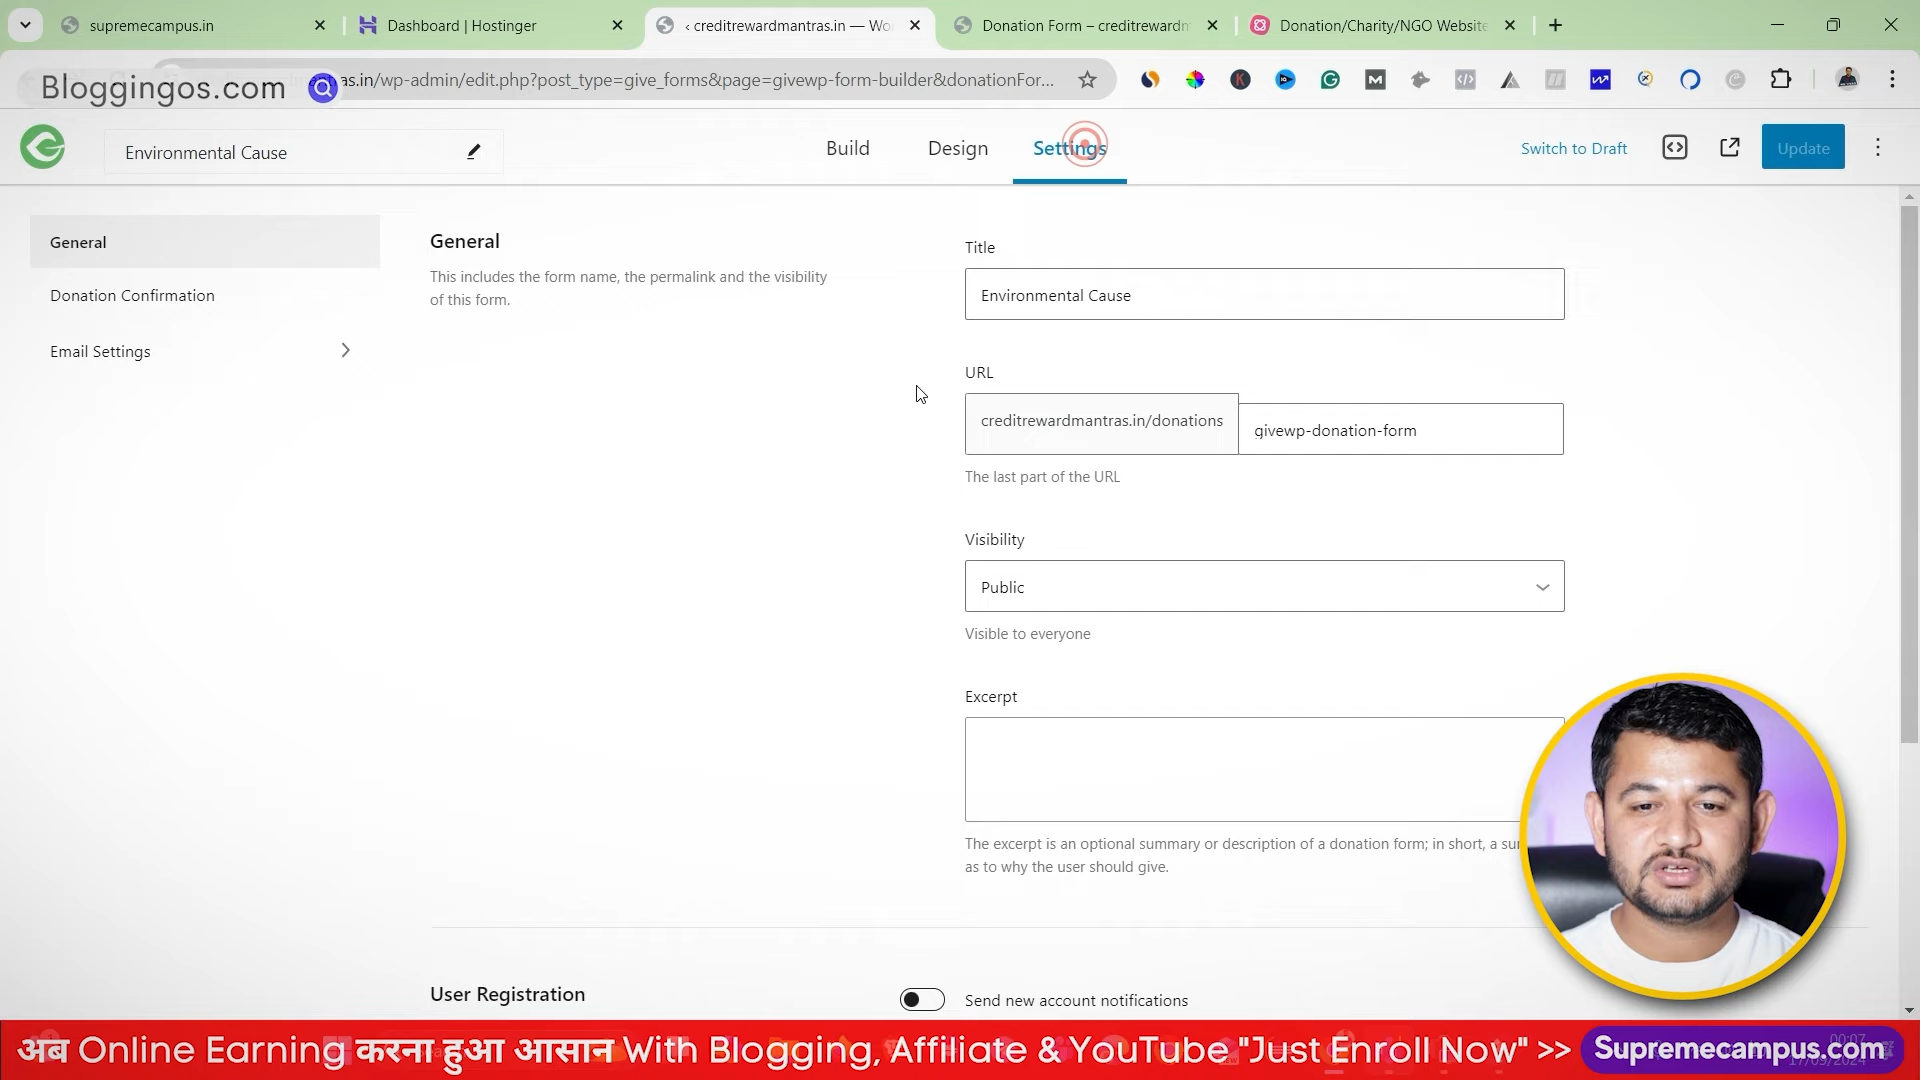 supremecampus.in
Dashboard | Hostinger
‹ creditrewardmantras.in — Wo
Donation Form – creditrewardm
Donation/Charity/NGO Website
Bloggingos.com
as.in/wp-admin/edit.php?post_type=give_forms&page=givewp-form-builder&donationFor...
Environmental Cause
Build
Design
Settings
Switch to Draft
Update
General
Donation Confirmation
Email Settings
General
This includes the form name, the permalink and the visibility
of this form.
Title
Environmental Cause
URL
creditrewardmantras.in/donations
givewp-donation-form
The last part of the URL
Visibility
Public
Visible to everyone
Excerpt
The excerpt is an optional summary or description of a donation form; in short, a su
as to why the user should give.
User Registration
Send new account notifications
अब Online Earning करना हुआ आसान With Blogging, Affiliate & YouTube "Just Enroll Now" >>
Supremecampus.com